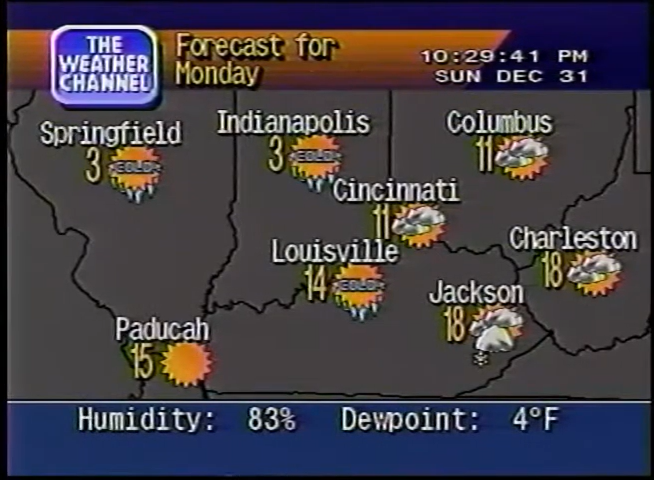 THE
WEATHER
CHANNEL
Forecast for
Monday
10:29:41 PM
SUN DEC 31
Springfield
3
COLD
Indianapolis
3
COLD
Columbus
11
Cincinnati
11
Louisville
14
COLD
Charleston
18
Jackson
18
Paducah
15
Humidity: 83% Dewpoint: 4°F